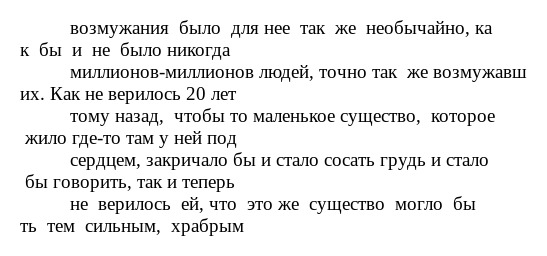 возмужания было для нее так же необычайно, ка
к бы и не было никогда
миллионов-миллионов людей, точно так же возмужавш
их. Как не верилось 20 лет
тому назад, чтобы то маленькое существо, которое
жило где-то там у ней под
сердцем, закричало бы и стало сосать грудь и стало
бы говорить, так и теперь
не верилось ей, что это же существо могло бы
ть тем сильным, храбрым